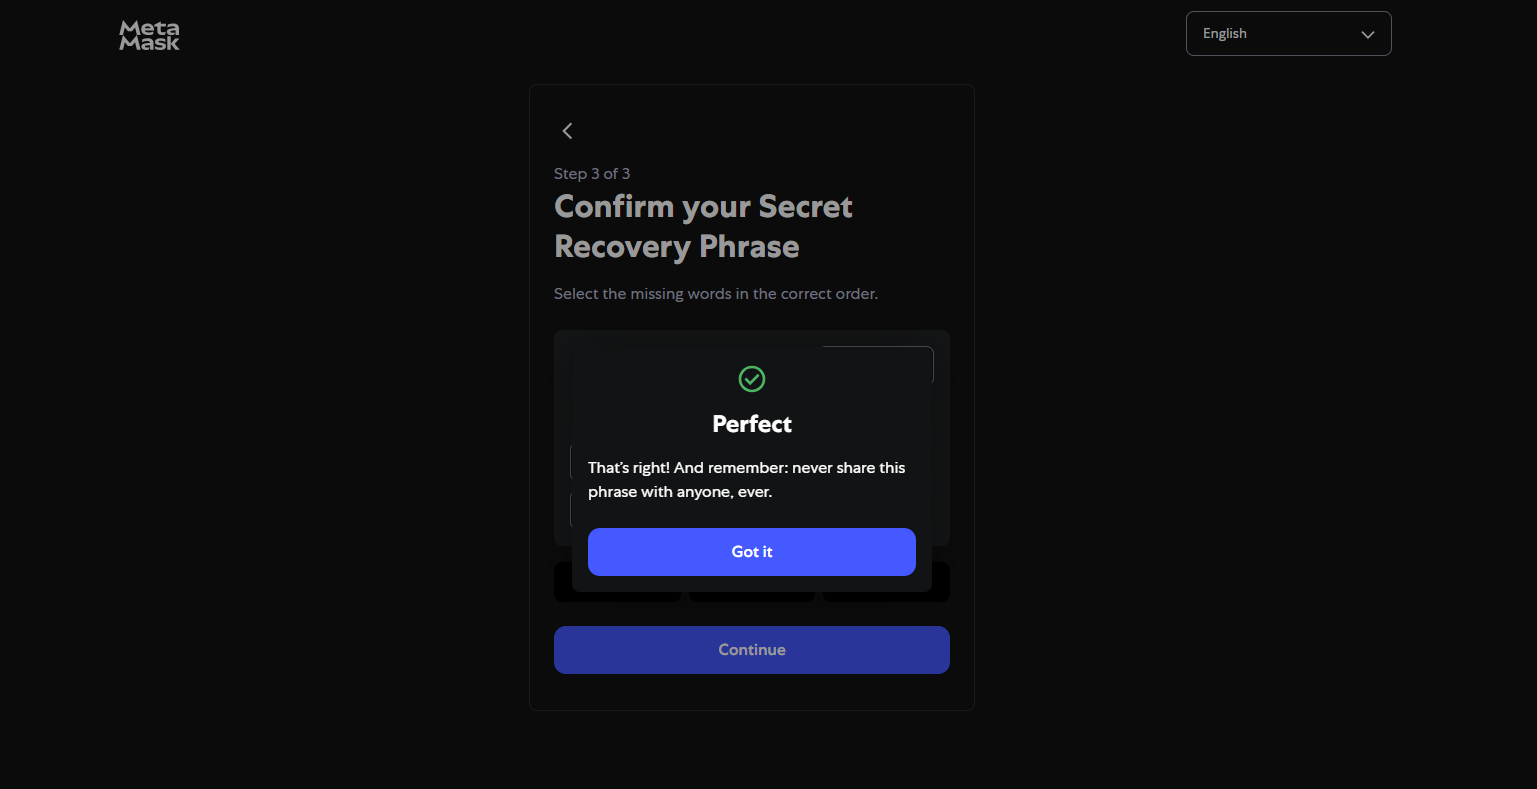 Meta
Mask
English
Step 3 of 3
Confirm your Secret
Recovery Phrase
Select the missing words in the correct order.
Perfect
That's right! And remember: never share this
phrase with anyone, ever.
Got it
Continue